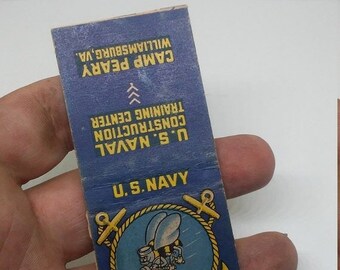 U.S. NAVAL
CONSTRUCTION
TRAINING CENTER
CAMP PEARY
WILLIAMSBURG, VA.
U.S. NAVY